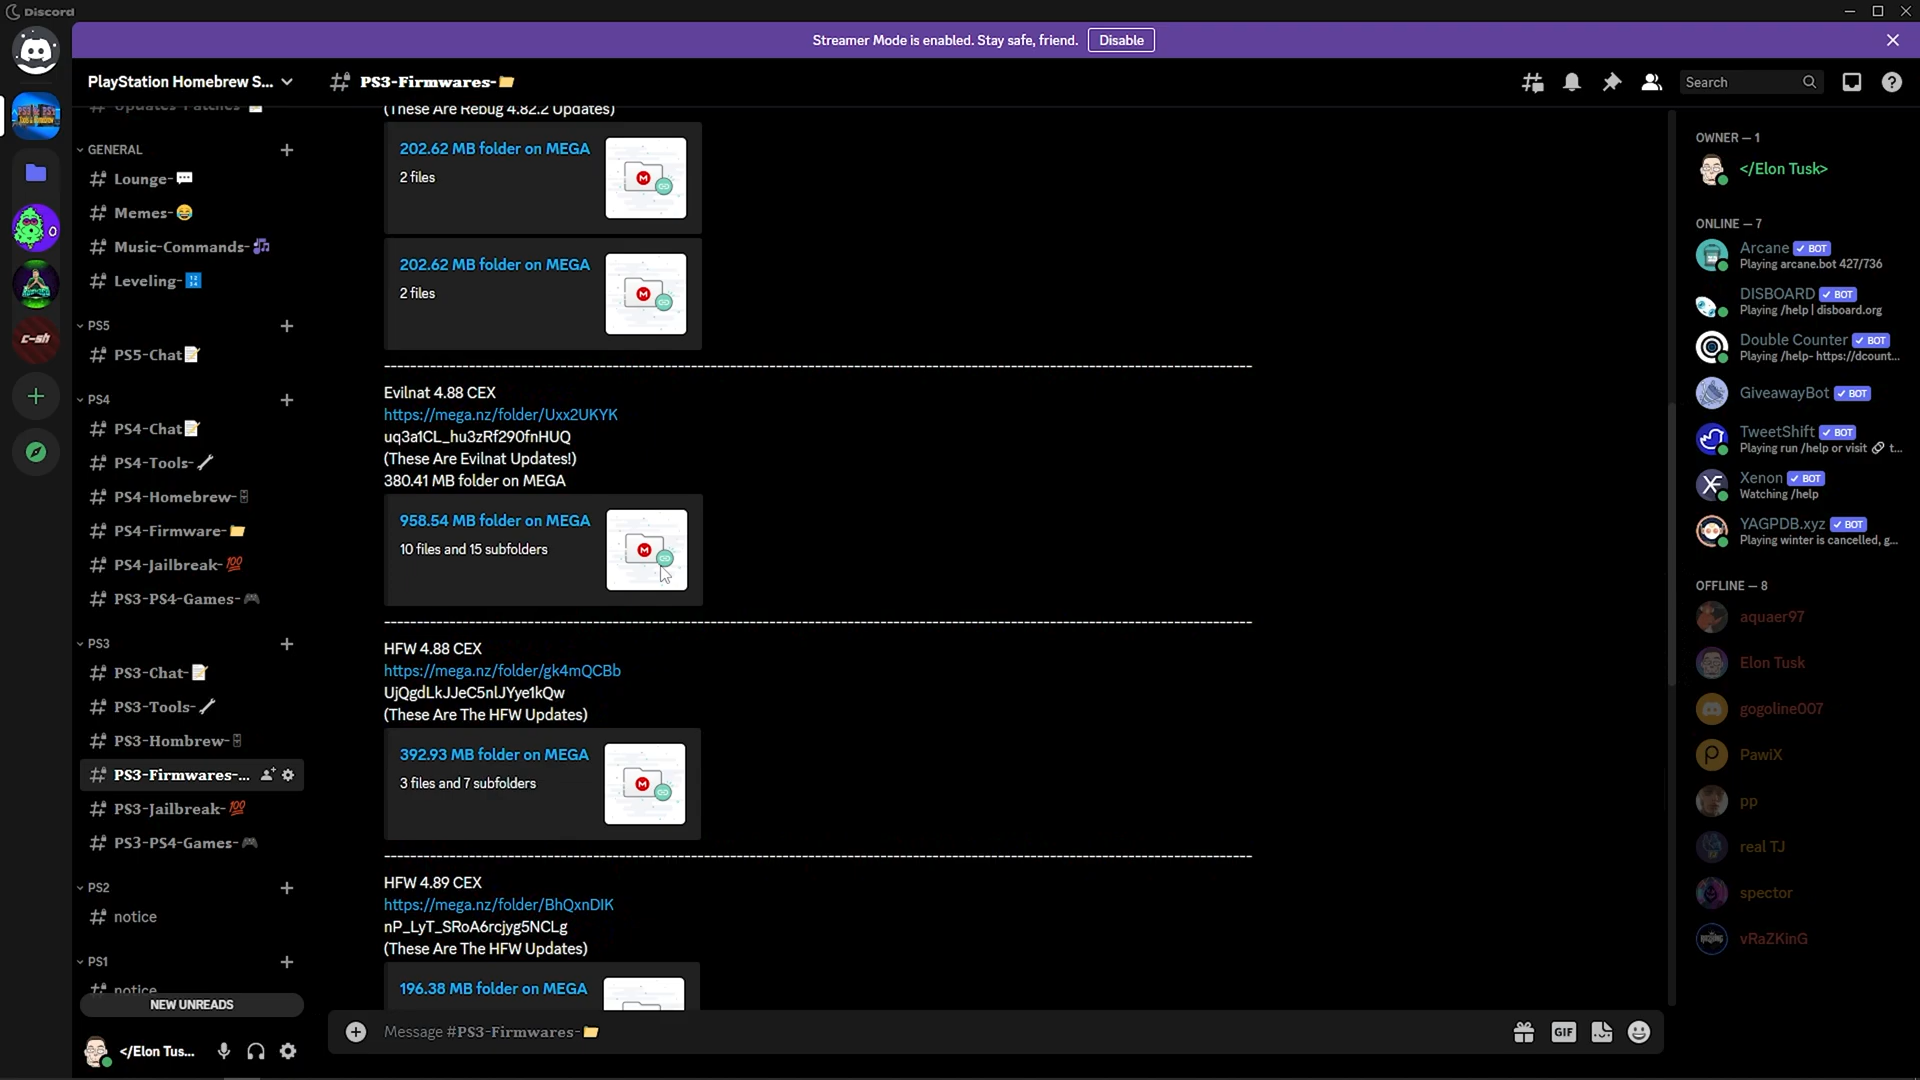 Discord
Streamer Mode is enabled. Stay safe, friend.
Disable
PlayStation Homebrew S...
PS3-Firmwares-
Search
Updates-Patches-
GENERAL
Lounge-
Memes-
Music-Commands-
Leveling-
PS5
PS5-Chat
PS4
PS4-Chat
PS4-Tools-
PS4-Homebrew-
PS4-Firmware-
PS4-Jailbreak-
PS3-PS4-Games-
PS3
PS3-Chat-
PS3-Tools-
PS3-Hombrew-
PS3-Firmwares-...
PS3-Jailbreak-
PS3-PS4-Games-
PS2
notice
PS1
notice
NEW UNREADS
</Elon Tus...
C-sh
(These Are Rebug 4.82.2 Updates)
202.62 MB folder on MEGA
2 files
202.62 MB folder on MEGA
2 files
Evilnat 4.88 CEX
https://mega.nz/folder/Uxx2UKYK
uq3a1CL_hu3zRf290fnHUQ
(These Are Evilnat Updates!)
380.41 MB folder on MEGA
958.54 MB folder on MEGA
10 files and 15 subfolders
HFW 4.88 CEX
https://mega.nz/folder/gk4mQCBb
UjQgdLkJJeC5nlJYye1kQw
(These Are The HFW Updates)
392.93 MB folder on MEGA
3 files and 7 subfolders
HFW 4.89 CEX
https://mega.nz/folder/BhQxnDIK
nP_LyT_SRoA6rcjyg5NCLg
(These Are The HFW Updates)
196.38 MB folder on MEGA
Message #PS3-Firmwares-
GIF
OWNER — 1
</Elon Tusk>
ONLINE — 7
Arcane BOT
Playing arcane.bot 427/736
DISBOARD BOT
Playing /help | disboard.org
Double Counter BOT
Playing /help- https://dcount...
GiveawayBot BOT
TweetShift BOT
Playing run /help or visit 🔗 t...
Xenon BOT
Watching /help
YAGPDB.xyz BOT
Playing winter is cancelled, g...
OFFLINE — 8
aquaer97
Elon Tusk
gogoline007
PawiX
pp
real TJ
spector
vRaZKinG